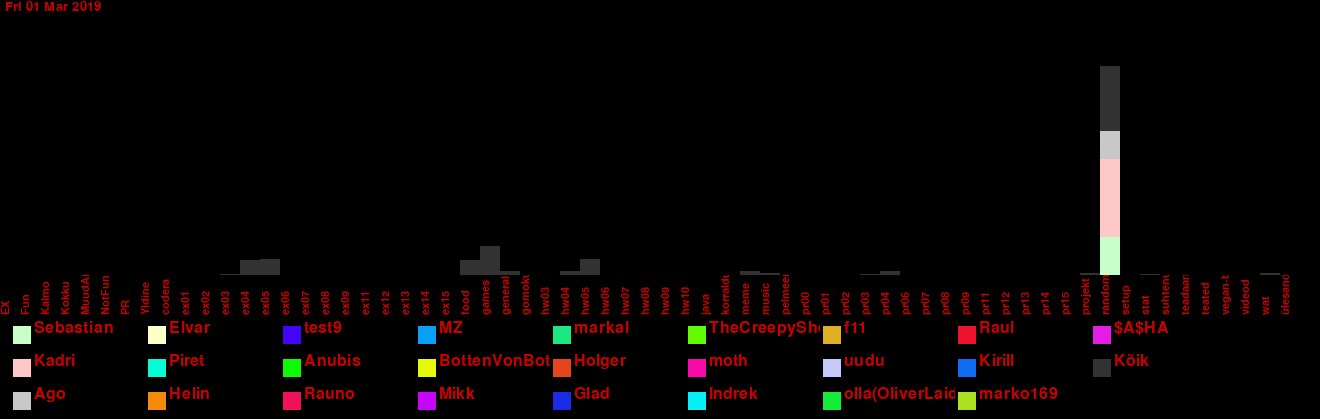 Fri 01 Mar 2019
EX Fun Kalmo Kokku MuudAi NotFun PR Yldine codera ex01 ex02 ex03 ex04 ex05 ex06 ex07 ex08 ex09 ex11 ex12 ex13 ex14 ex15 food games general gomoku hw03 hw04 hw05 hw06 hw07 hw08 hw09 hw10 java korraldu meme music pelmeen pr00 pr01 pr02 pr03 pr04 pr06 pr07 pr08 pr09 pr11 pr12 pr13 pr14 pr15 projekt random setup stat suhtenu teadaan teated vegan-t videod wat ülesand
Sebastian Elvar test9 MZ markal TheCreepySh f11 Raul $A$HA
Kadri Piret Anubis BottenVonBot Holger moth uudu Kirill Kõik
Ago Helin Rauno Mikk Glad Indrek olla(OliverLaid marko169